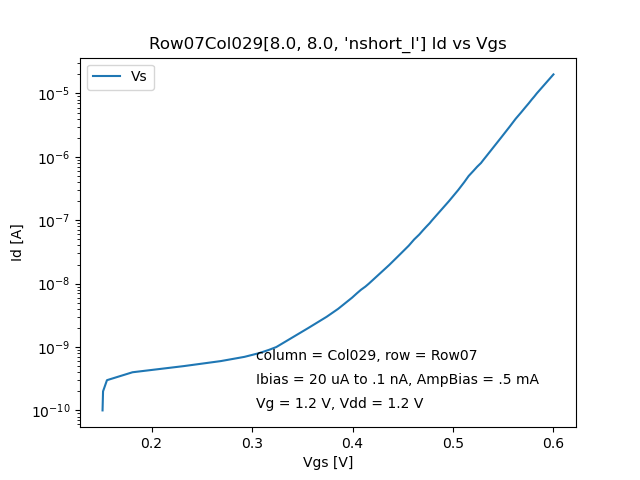 Row07Col029[8.0, 8.0, 'nshort_l'] Id vs Vgs
Vs
10⁻⁵
10⁻⁶
10⁻⁷
10⁻⁸
10⁻⁹
10⁻¹⁰
Id [A]
column = Col029, row = Row07
Ibias = 20 uA to .1 nA, AmpBias = .5 mA
Vg = 1.2 V, Vdd = 1.2 V
0.2 0.3 0.4 0.5 0.6
Vgs [V]